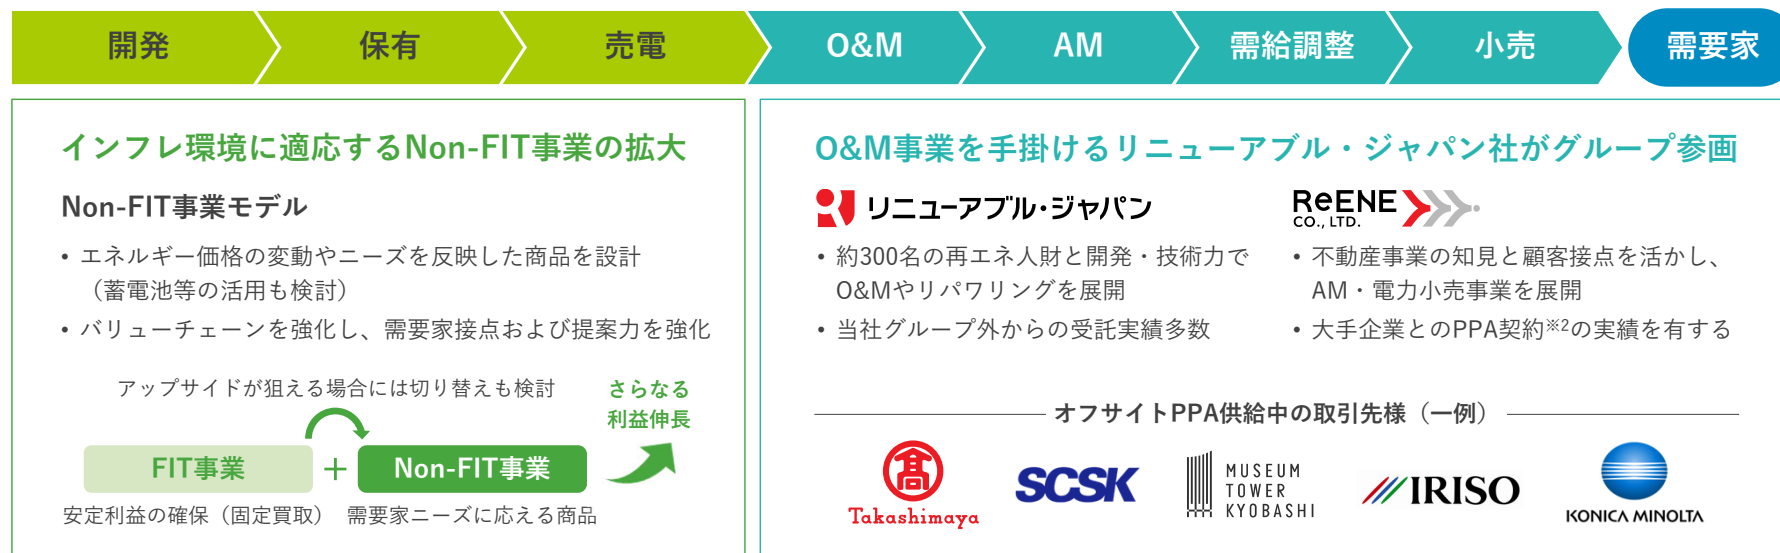 開発
保有
売電
O&M
AM
需給調整
小売
需要家
インフレ環境に適応するNon-FIT事業の拡大
Non-FIT事業モデル
• エネルギー価格の変動やニーズを反映した商品を設計
（蓄電池等の活用も検討）
• バリューチェーンを強化し、需要家接点および提案力を強化
アップサイドが狙える場合には切り替えも検討
さらなる
利益伸長
FIT事業
+
Non-FIT事業
安定利益の確保（固定買取）
需要家ニーズに応える商品
O&M事業を手掛けるリニューアブル・ジャパン社がグループ参画
リニューアブル・ジャパン
• 約300名の再エネ人財と開発・技術力で
O&Mやリパワリングを展開
• 当社グループ外からの受託実績多数
ReENE
CO., LTD.
• 不動産事業の知見と顧客接点を活かし、
AM・電力小売事業を展開
• 大手企業とのPPA契約※2の実績を有する
オフサイトPPA供給中の取引先様（一例）
髙
Takashimaya
SCSK
MUSEUM
TOWER
KYOBASHI
IRISO
KONICA MINOLTA